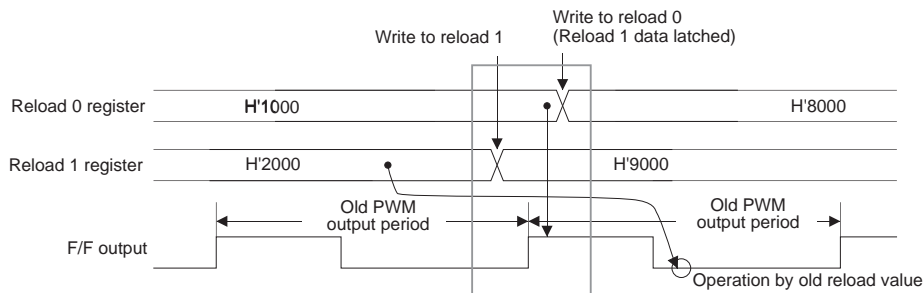 Write to reload 0
(Reload 1 data latched)
Write to reload 1
Reload 0 register
H'1000
H'8000
Reload 1 register
H'2000
H'9000
Old PWM
output period
Old PWM
output period
F/F output
Operation by old reload value